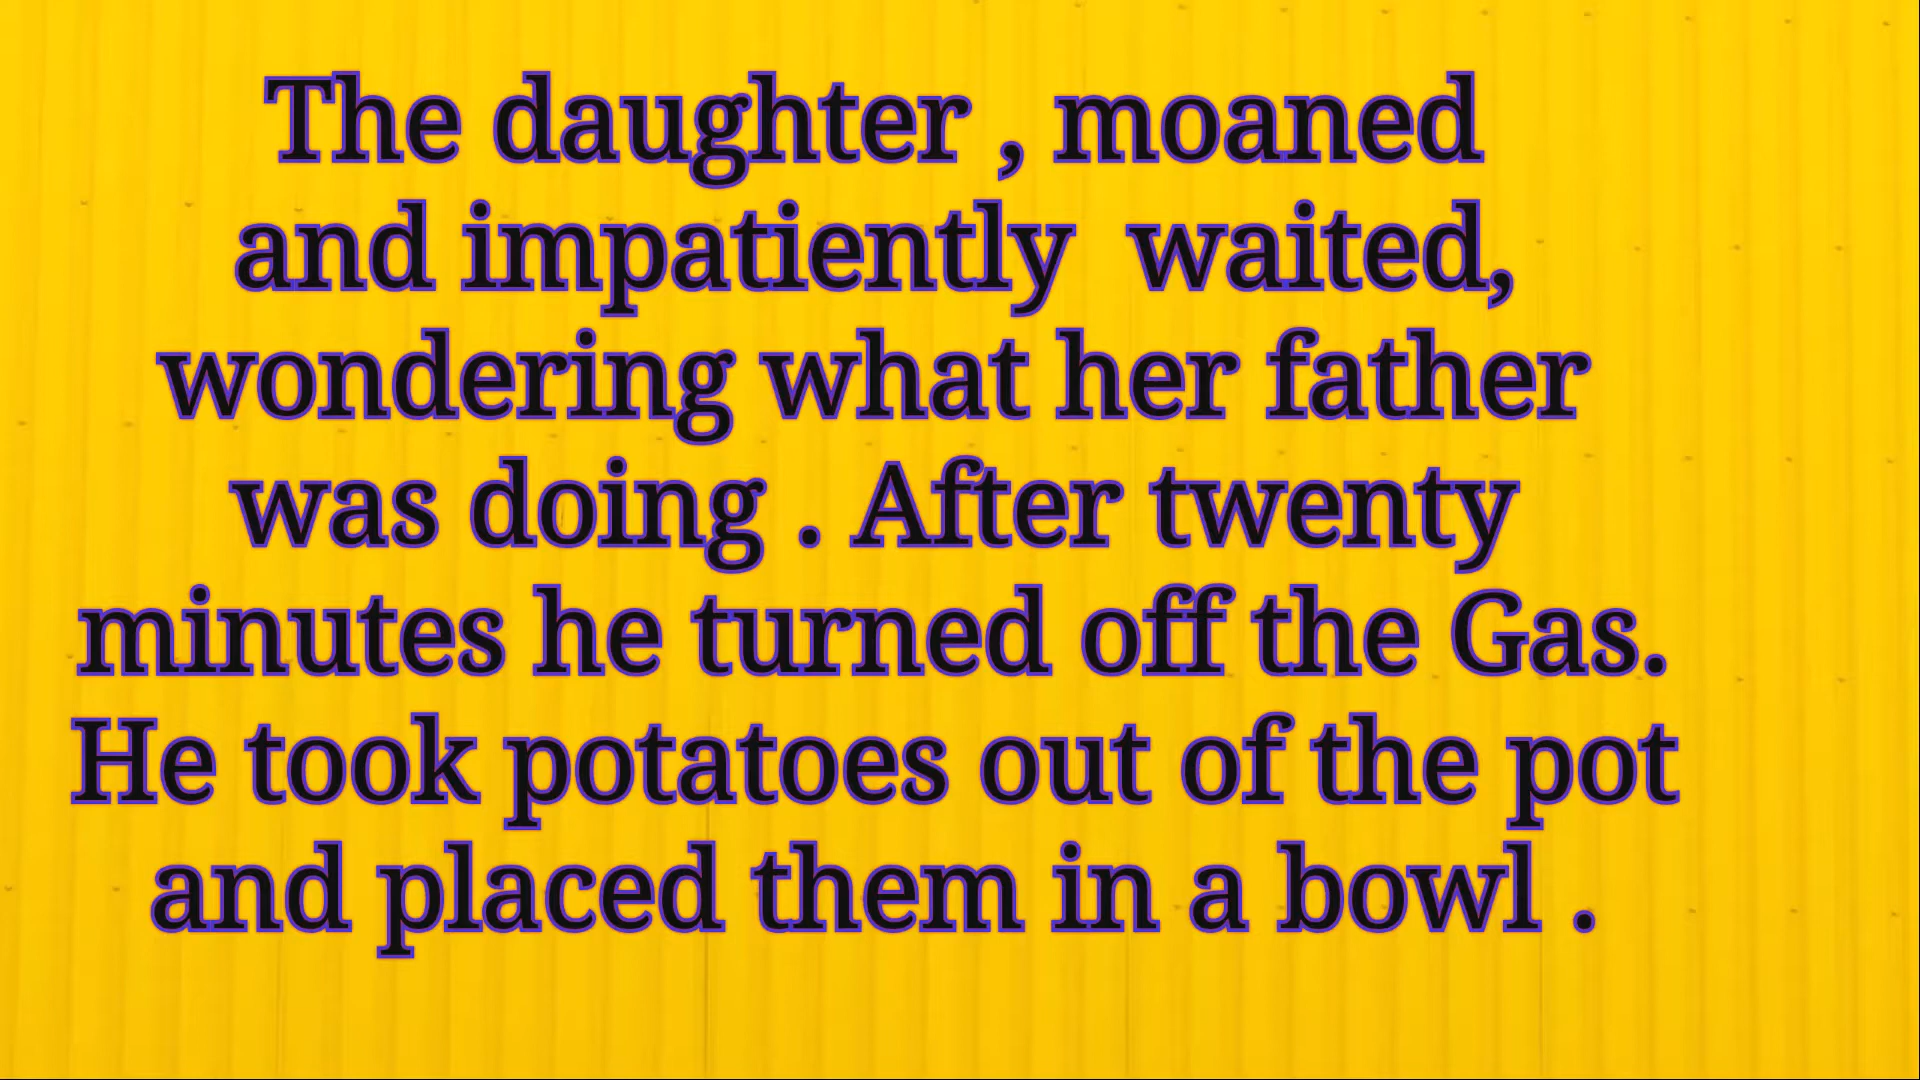 The daughter , moaned
and impatiently  waited,
wondering what her father
was doing . After twenty
minutes he turned off the Gas.
He took potatoes out of the pot
and placed them in a bowl .